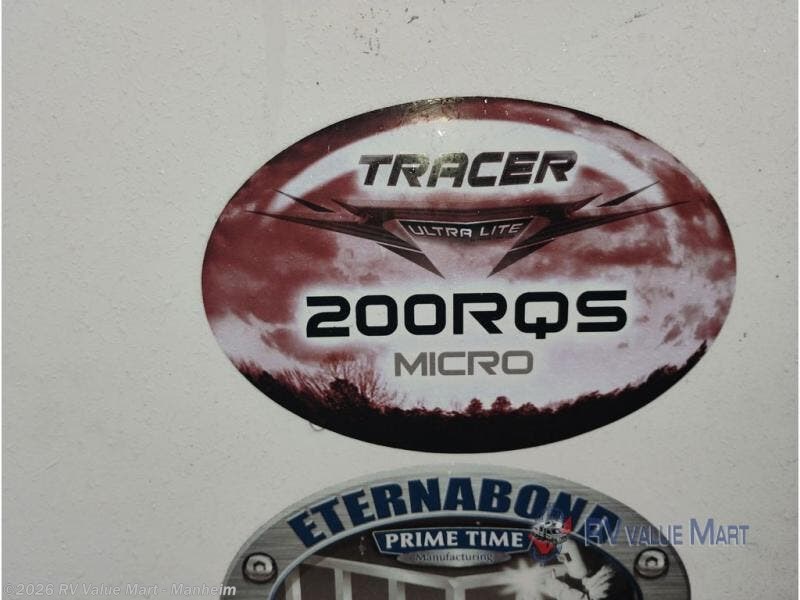 TRACER
ULTRA LITE
200RQS
MICRO
ETERNABOND
PRIME TIME
Manufacturing
RV VALUE MART
©2026 RV Value Mart - Manheim